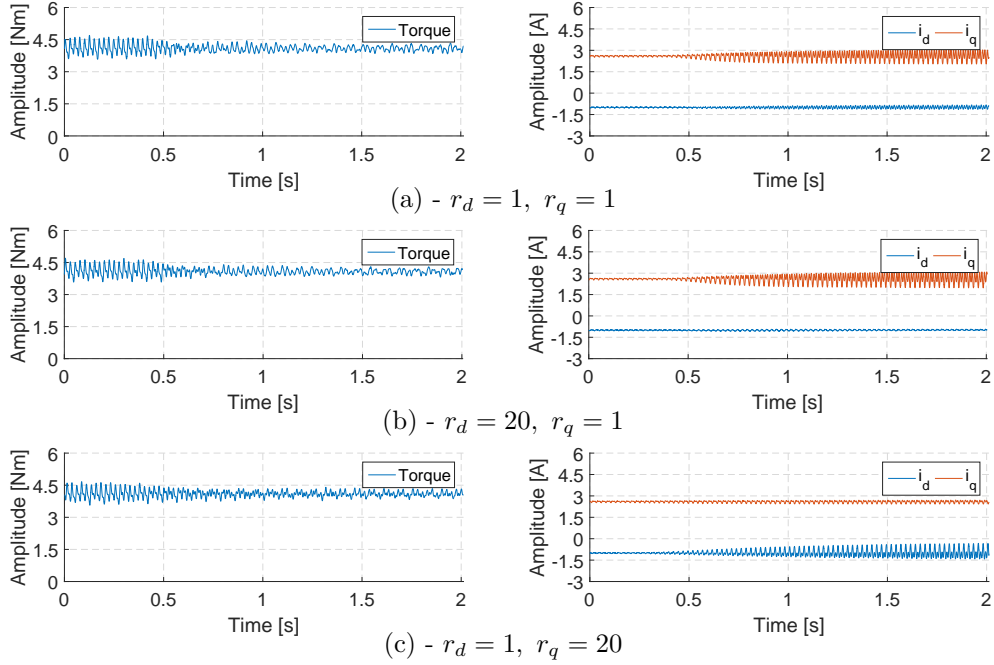 Amplitude [Nm]
6
4.5
3
1.5
0
Torque
0 0.5 1 1.5 2
Time [s]
Amplitude [A]
6
4.5
3
1.5
0
-1.5
-3
i_d i_q
0 0.5 1 1.5 2
Time [s]
(a) - r_d = 1, r_q = 1
Amplitude [Nm]
6
4.5
3
1.5
0
Torque
0 0.5 1 1.5 2
Time [s]
Amplitude [A]
6
4.5
3
1.5
0
-1.5
-3
i_d i_q
0 0.5 1 1.5 2
Time [s]
(b) - r_d = 20, r_q = 1
Amplitude [Nm]
6
4.5
3
1.5
0
Torque
0 0.5 1 1.5 2
Time [s]
Amplitude [A]
6
4.5
3
1.5
0
-1.5
-3
i_d i_q
0 0.5 1 1.5 2
Time [s]
(c) - r_d = 1, r_q = 20